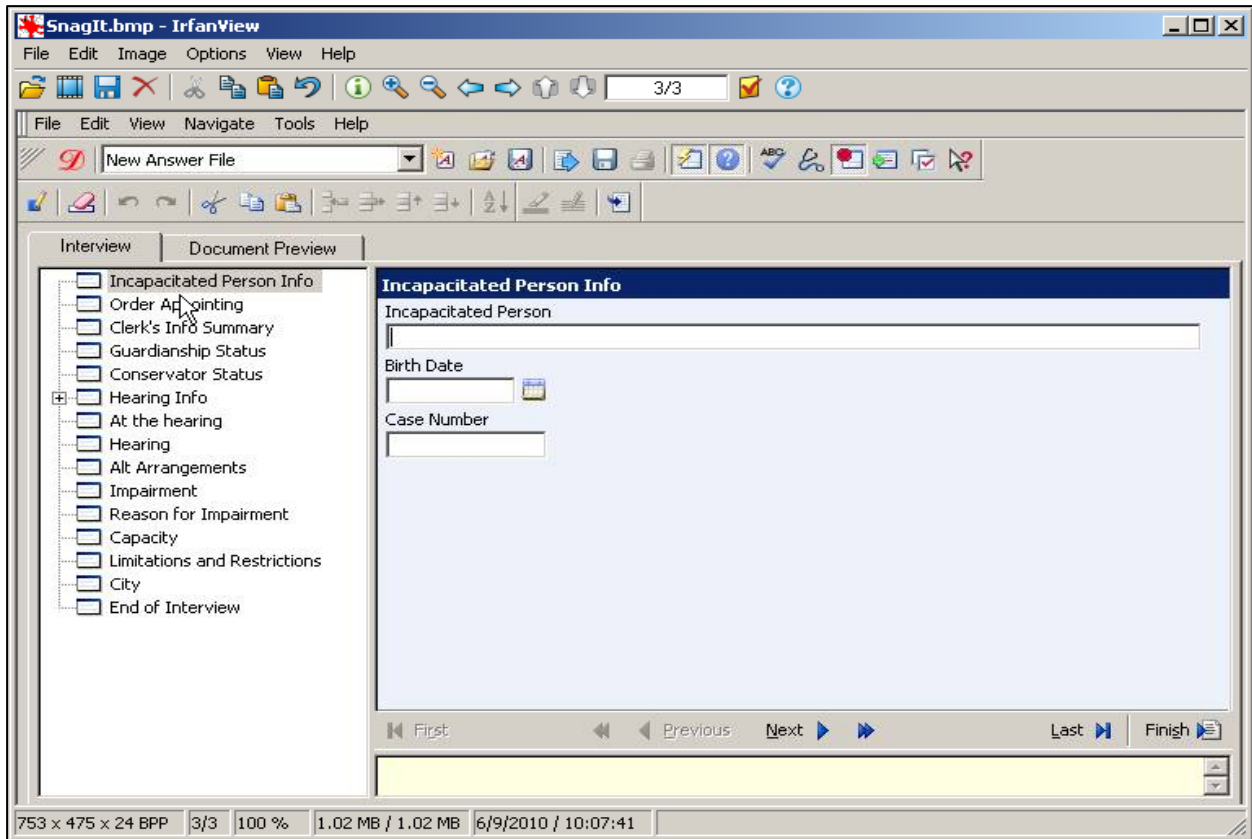 SnagIt.bmp - IrfanView
File Edit Image Options View Help
3/3
File Edit View Navigate Tools Help
New Answer File
Interview Document Preview
Incapacitated Person Info
Order Appointing
Clerk's Info Summary
Guardianship Status
Conservator Status
Hearing Info
At the hearing
Hearing
Alt Arrangements
Impairment
Reason for Impairment
Capacity
Limitations and Restrictions
City
End of Interview
Incapacitated Person Info
Incapacitated Person
Birth Date
Case Number
First Previous Next Last Finish
753 x 475 x 24 BPP 3/3 100 % 1.02 MB / 1.02 MB 6/9/2010 / 10:07:41